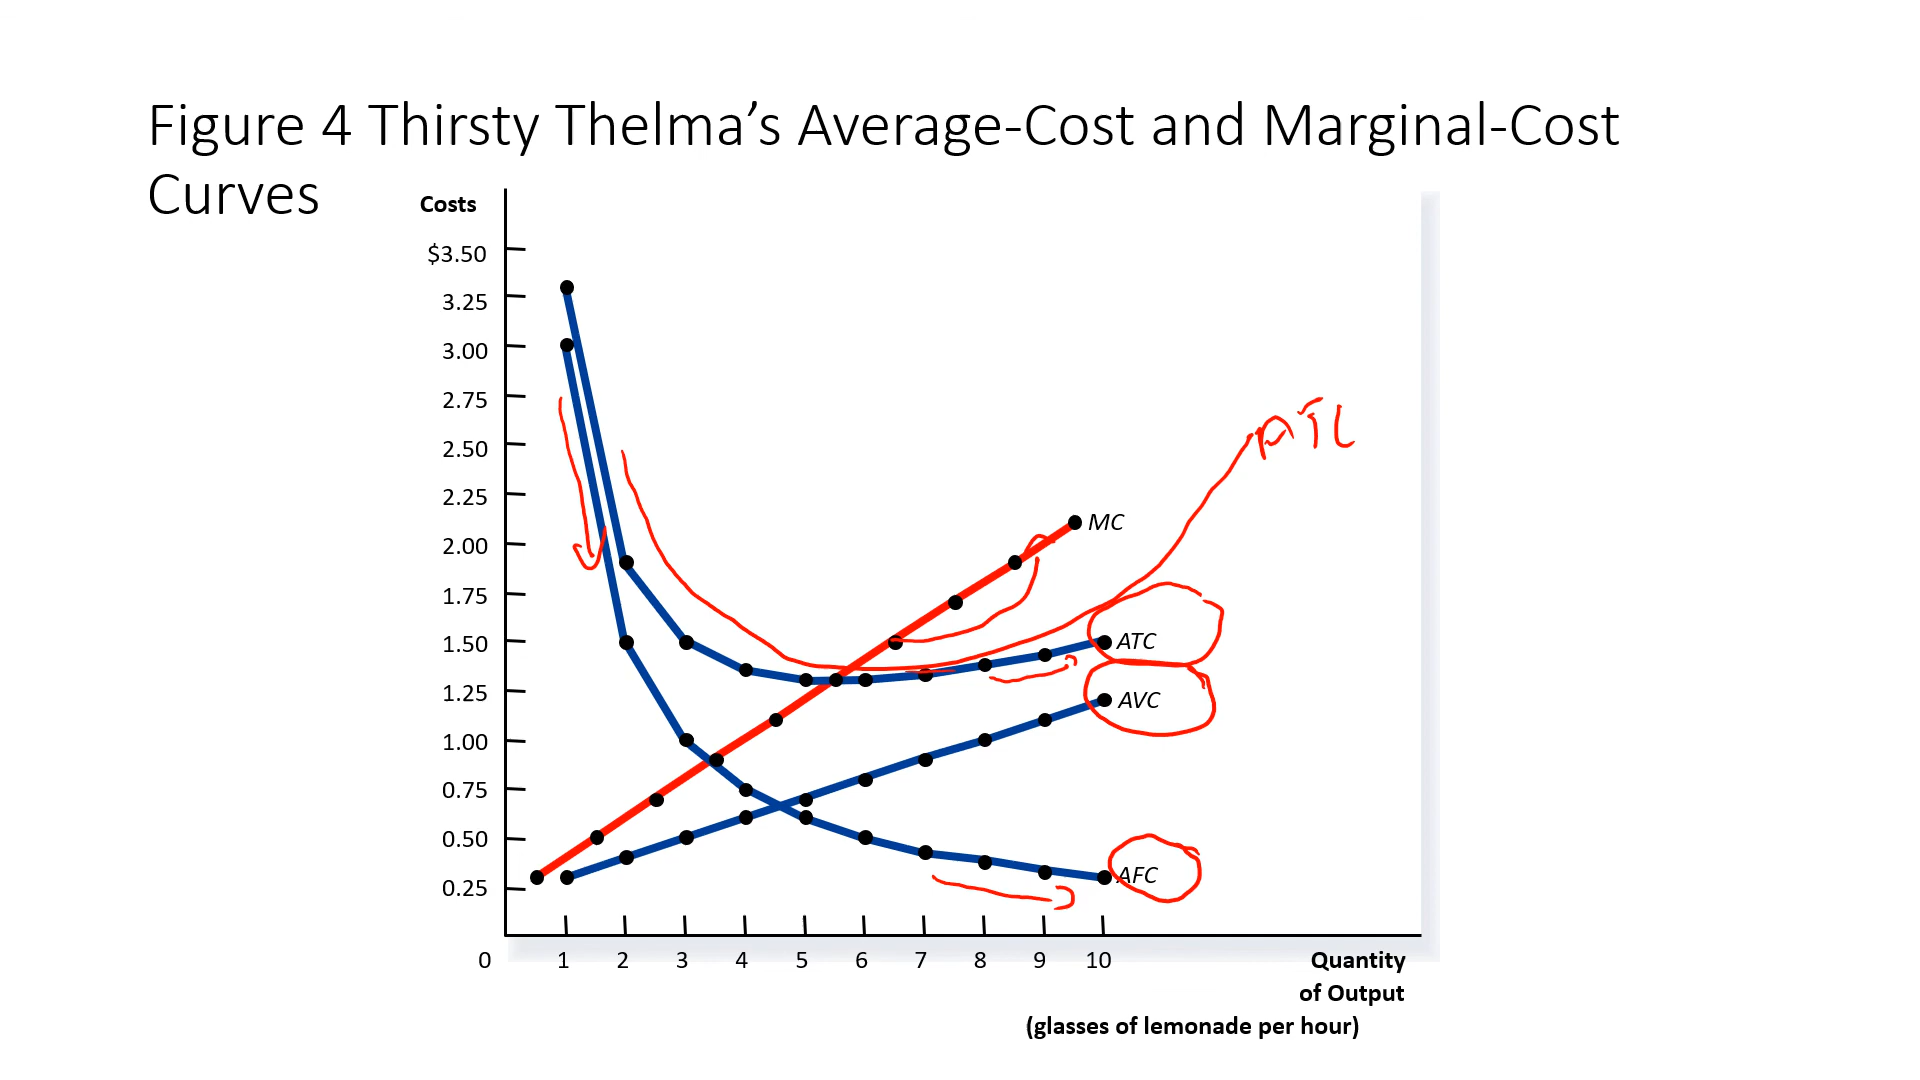 Figure 4 Thirsty Thelma’s Average-Cost and Marginal-Cost
Curves
Costs
$3.50
3.25
3.00
2.75
2.50
2.25
2.00
1.75
1.50
1.25
1.00
0.75
0.50
0.25
ATC
MC
ATC
AVC
AFC
0 1 2 3 4 5 6 7 8 9 10
Quantity
of Output
(glasses of lemonade per hour)